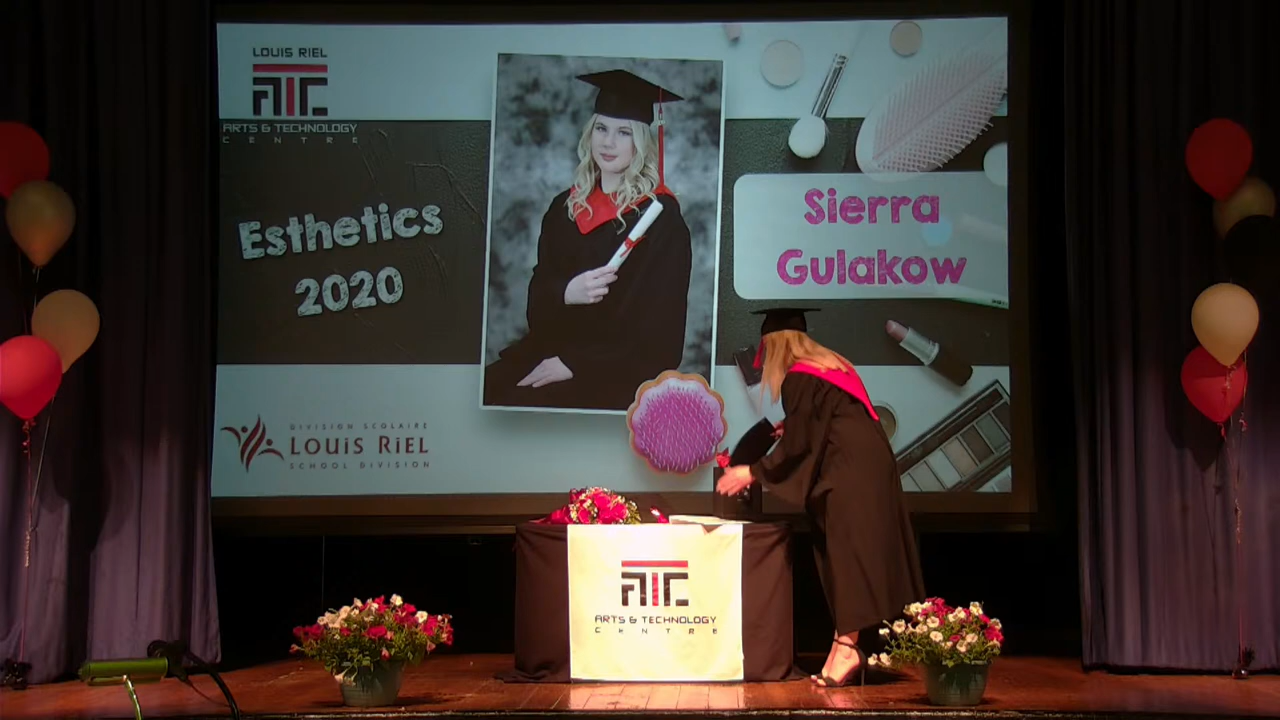 LOUIS RIEL
ATC
ARTS & TECHNOLOGY
CENTRE
Esthetics
2020
Sierra
Gulakow
DIVISION SCOLAIRE
LOUiS RiEL
SCHOOL DIVISION
ATC
ARTS & TECHNOLOGY
CENTRE